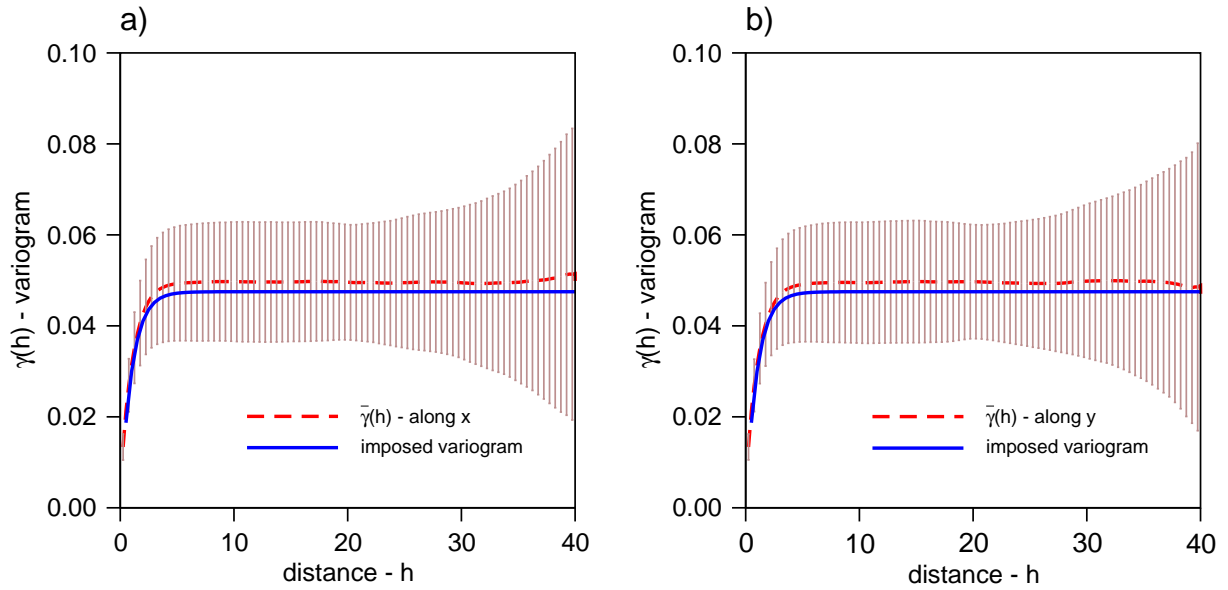 a)
0.10
0.08
0.06
0.04
0.02
0.00
γ(h) - variogram
γ̄(h) - along x
imposed variogram
0 10 20 30 40
distance - h
b)
0.10
0.08
0.06
0.04
0.02
0.00
γ(h) - variogram
γ̄(h) - along y
imposed variogram
0 10 20 30 40
distance - h